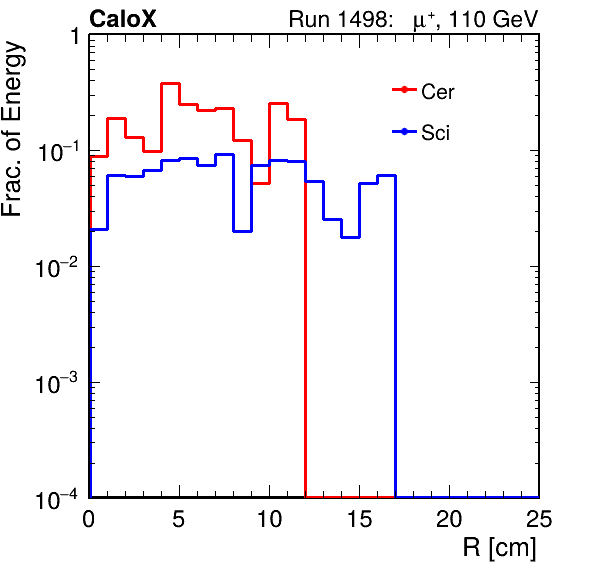 CaloX Run 1498: μ⁺, 110 GeV
Frac. of Energy
Cer
Sci
1
10⁻¹
10⁻²
10⁻³
10⁻⁴
0 5 10 15 20 25
R [cm]